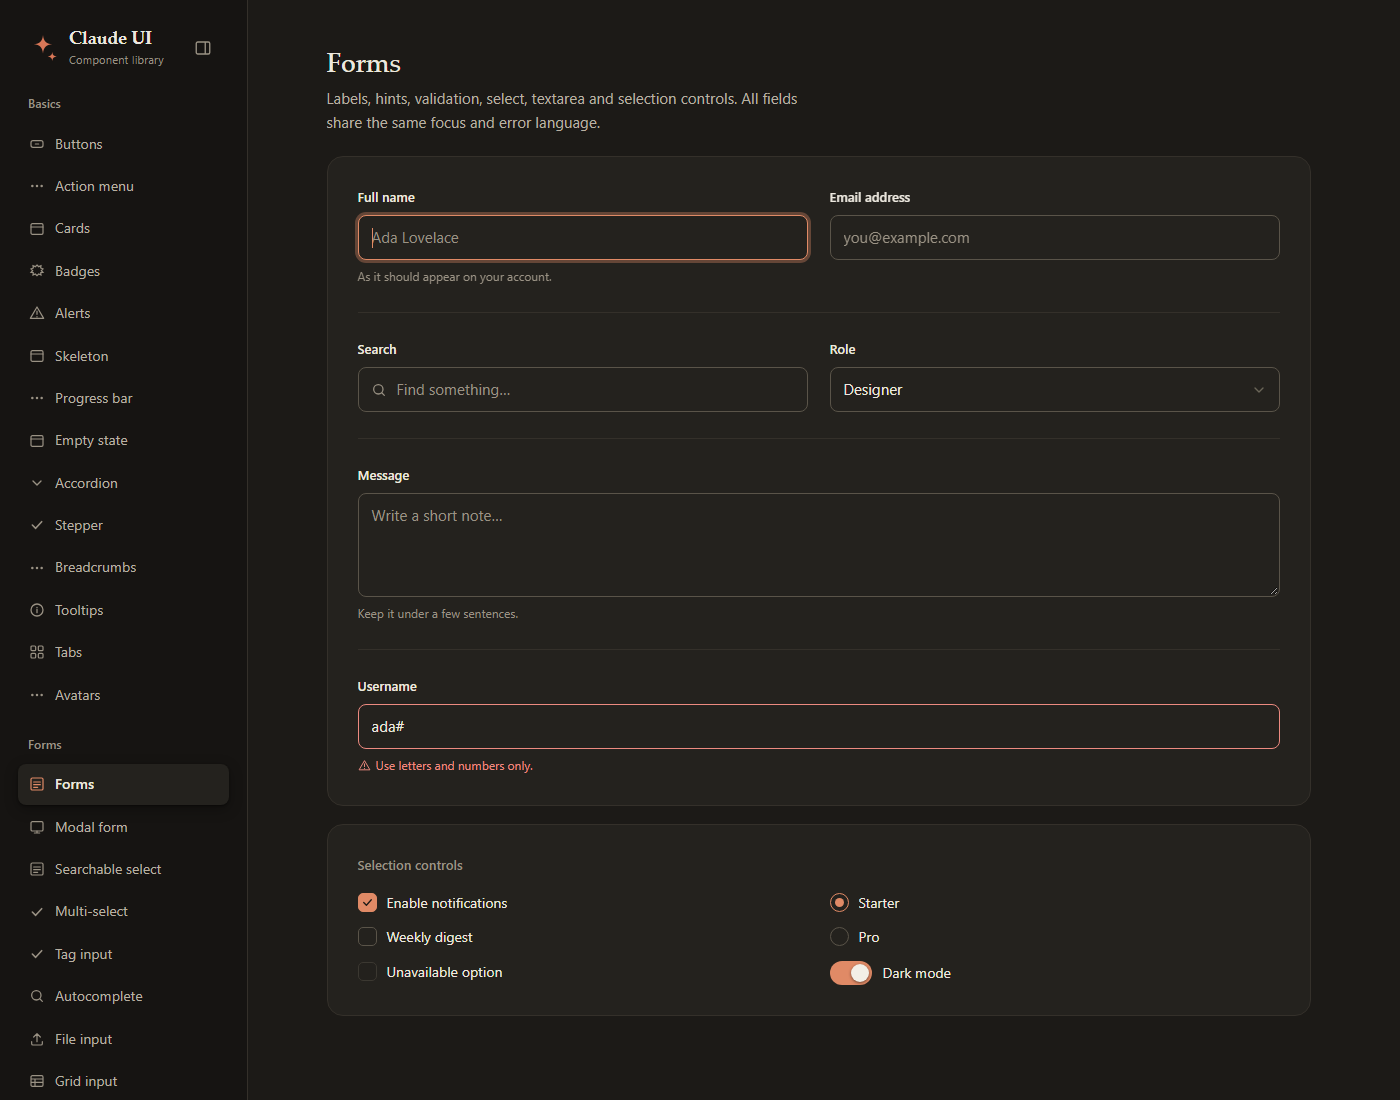 Claude UI
Component library
Basics
Buttons
Action menu
Cards
Badges
Alerts
Skeleton
Progress bar
Empty state
Accordion
Stepper
Breadcrumbs
Tooltips
Tabs
Avatars
Forms
Forms
Modal form
Searchable select
Multi-select
Tag input
Autocomplete
File input
Grid input
Forms
Labels, hints, validation, select, textarea and selection controls. All fields
share the same focus and error language.
Full name
Ada Lovelace
As it should appear on your account.
Email address
you@example.com
Search
Find something...
Role
Designer
Message
Write a short note...
Keep it under a few sentences.
Username
ada#
Use letters and numbers only.
Selection controls
Enable notifications
Weekly digest
Unavailable option
Starter
Pro
Dark mode